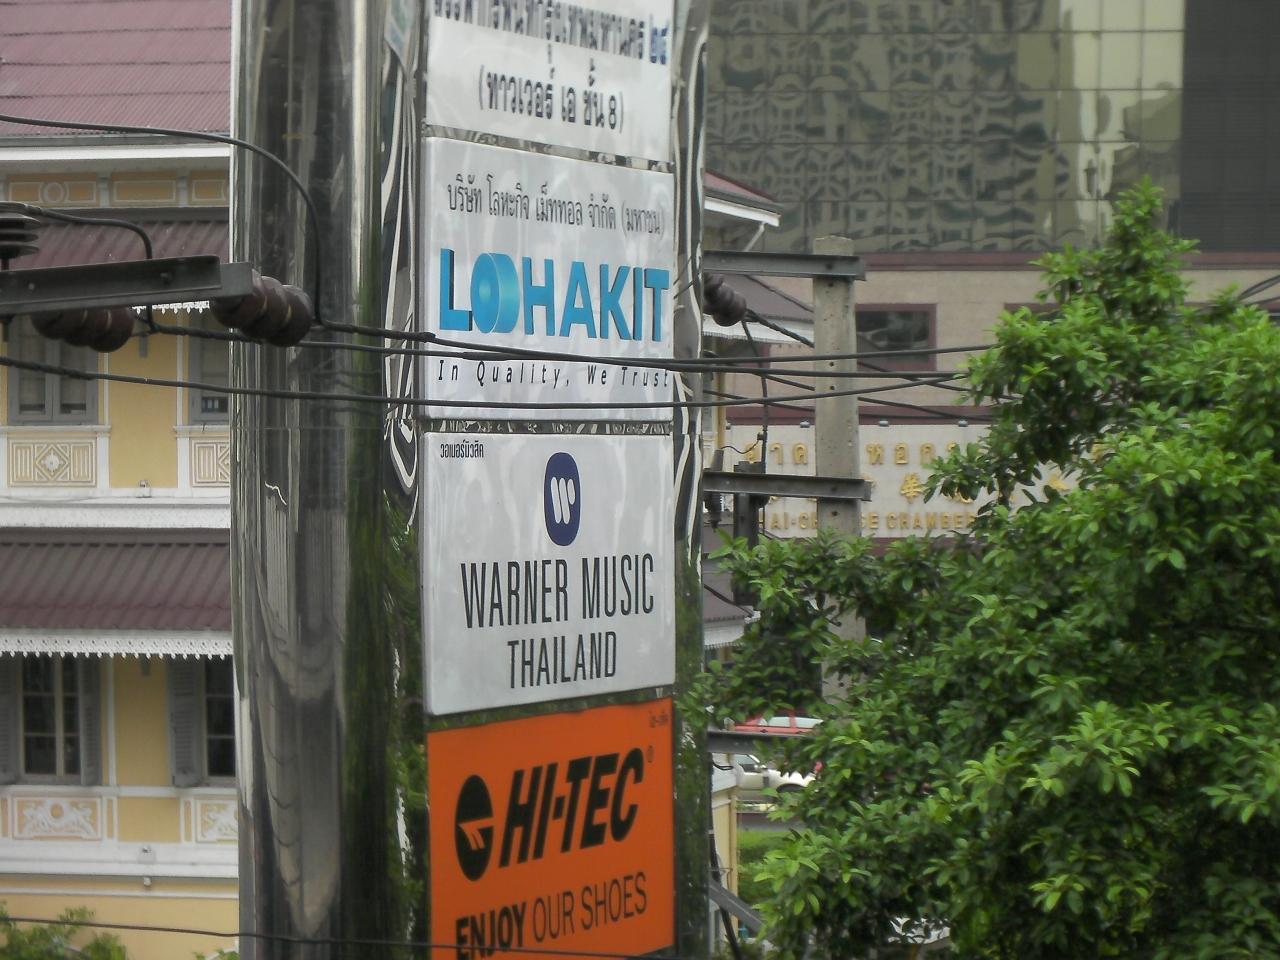 (ทาวเวอร์ เอ ชั้น 8)
บริษัท โลหะกิจ เม็ททอล จำกัด (มหาชน)
LOHAKIT
In Quality, We Trust
วอเนอร์มิวสิค
WARNER MUSIC
THAILAND
HI-TEC®
ENJOY OUR SHOES